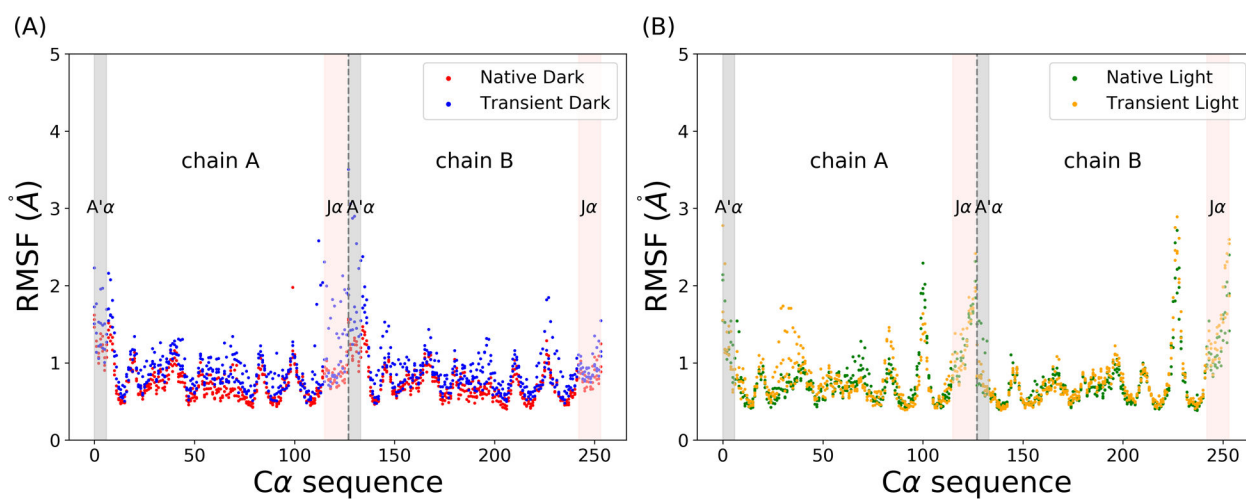 (A)
5
4
3
2
1
0
RMSF (Å)
Native Dark
Transient Dark
chain A
chain B
A'α
Jα
A'α
Jα
0
50
100
150
200
250
Cα sequence
(B)
5
4
3
2
1
0
RMSF (Å)
Native Light
Transient Light
chain A
chain B
A'α
Jα
A'α
Jα
0
50
100
150
200
250
Cα sequence